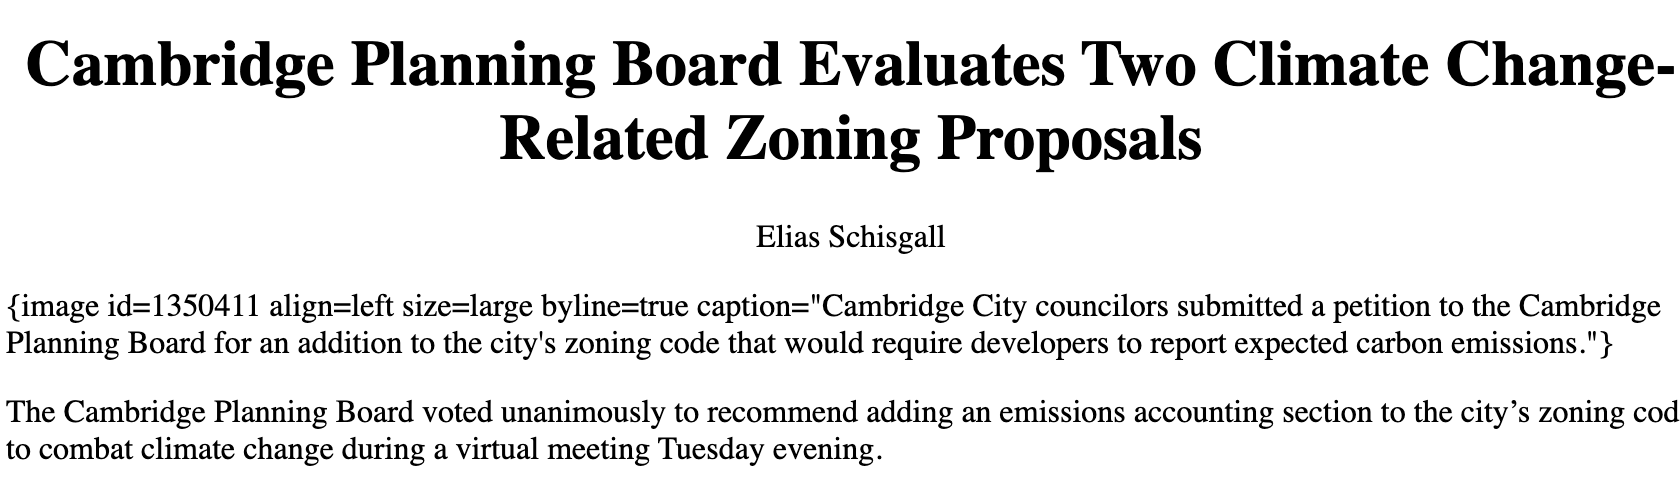 Cambridge Planning Board Evaluates Two Climate Change-
Related Zoning Proposals
Elias Schisgall
{image id=1350411 align=left size=large byline=true caption="Cambridge City councilors submitted a petition to the Cambridge
Planning Board for an addition to the city's zoning code that would require developers to report expected carbon emissions."}
The Cambridge Planning Board voted unanimously to recommend adding an emissions accounting section to the city’s zoning cod
to combat climate change during a virtual meeting Tuesday evening.